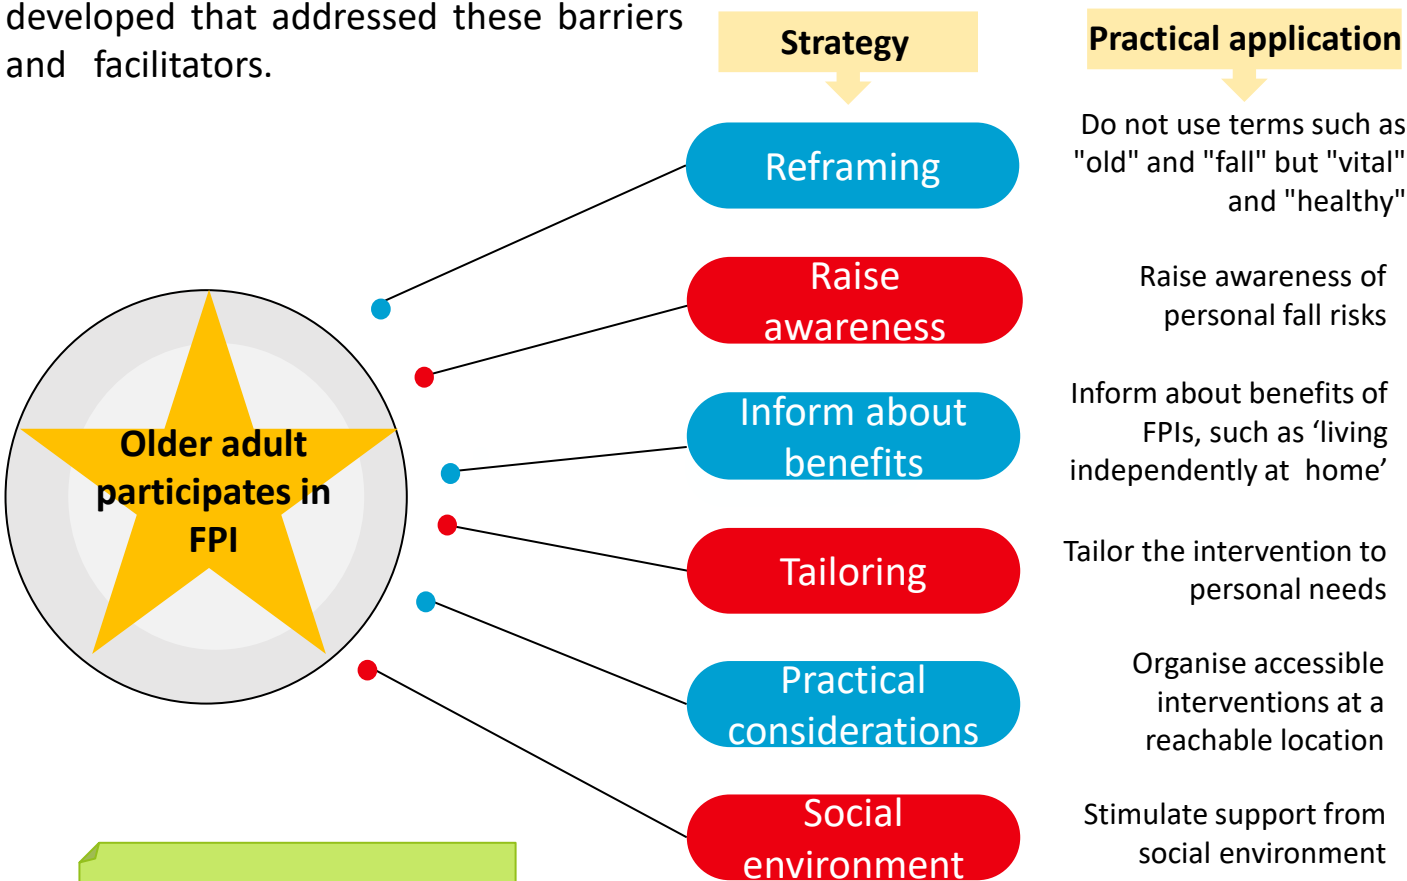 developed that addressed these barriers
and facilitators.
Strategy
Practical application
Reframing
Do not use terms such as
"old" and "fall" but "vital"
and "healthy"
Raise
awareness
Raise awareness of
personal fall risks
Inform about
benefits
Inform about benefits of
FPIs, such as ‘living
independently at home’
Older adult
participates in
FPI
Tailoring
Tailor the intervention to
personal needs
Practical
considerations
Organise accessible
interventions at a
reachable location
Social
environment
Stimulate support from
social environment